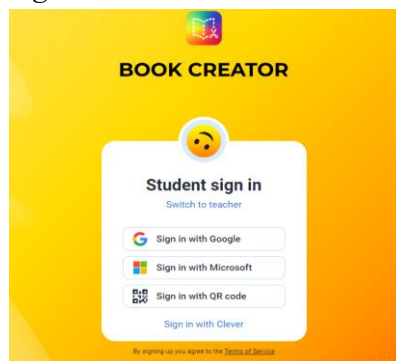 BOOK CREATOR
Student sign in
Switch to teacher
Sign in with Google
Sign in with Microsoft
Sign in with QR code
Sign in with Clever
By signing up you agree to the Terms of Service